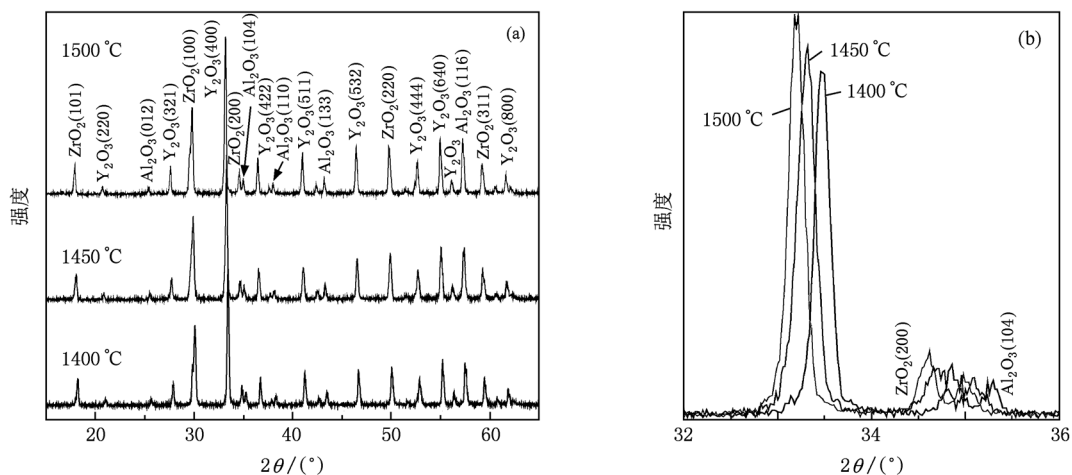 (a)
1500 ℃
ZrO₂(101)
Y₂O₃(220)
Al₂O₃(012)
Y₂O₃(321)
ZrO₂(100)
Y₂O₃(400)
ZrO₂(200)
Al₂O₃(104)
Y₂O₃(422)
Al₂O₃(110)
Y₂O₃(511)
Al₂O₃(133)
Y₂O₃(532)
ZrO₂(220)
Y₂O₃(444)
Y₂O₃(640)
Y₂O₃
Al₂O₃(116)
ZrO₂(311)
Y₂O₃(800)
1450 ℃
1400 ℃
强度
20 30 40 50 60
2θ/(°)
(b)
1450 ℃
1400 ℃
1500 ℃
ZrO₂(200)
Al₂O₃(104)
强度
32 34 36
2θ/(°)